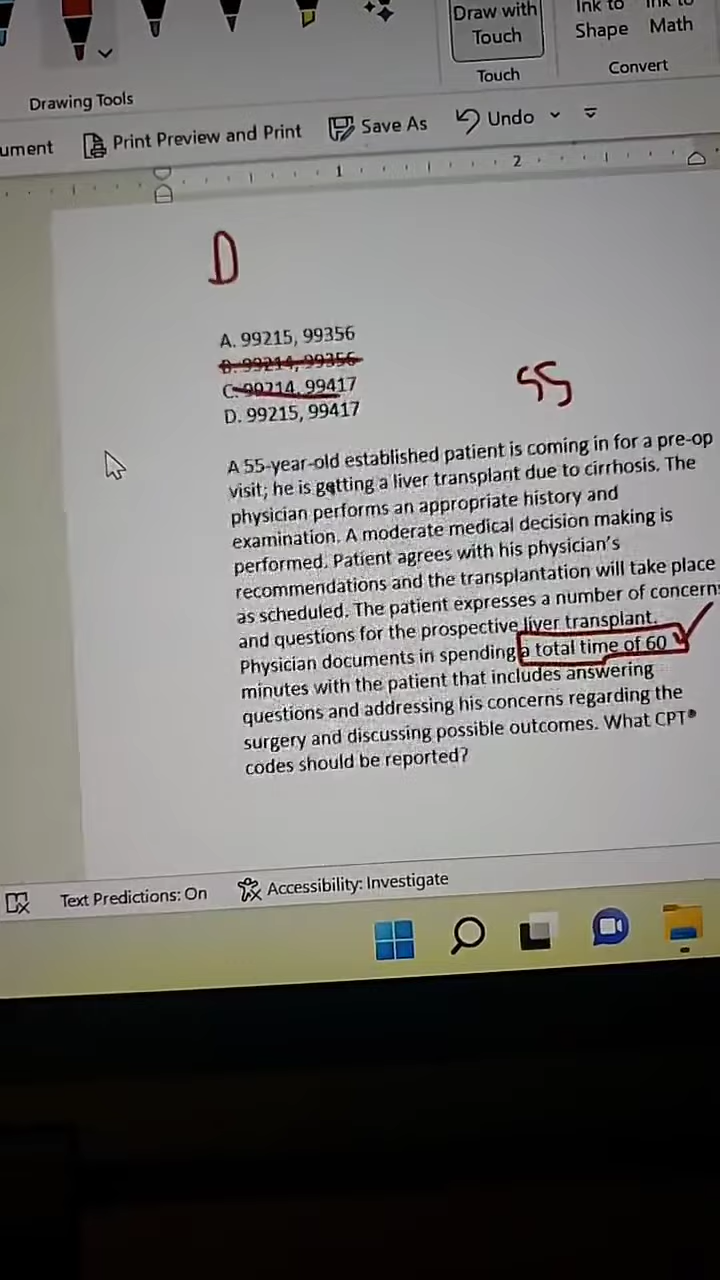 Draw with
Touch
Ink to
Shape
Ink to
Math
Touch
Convert
Drawing Tools
ument
Print Preview and Print
Save As
Undo
1
2
D
A. 99215, 99356
B. 99214, 99356
C. 99214, 99417
D. 99215, 99417
55
A 55-year-old established patient is coming in for a pre-op
visit; he is getting a liver transplant due to cirrhosis. The
physician performs an appropriate history and
examination. A moderate medical decision making is
performed. Patient agrees with his physician's
recommendations and the transplantation will take place
as scheduled. The patient expresses a number of concerns
and questions for the prospective liver transplant.
Physician documents in spending a total time of 60
minutes with the patient that includes answering
questions and addressing his concerns regarding the
surgery and discussing possible outcomes. What CPT®
codes should be reported?
Text Predictions: On
Accessibility: Investigate